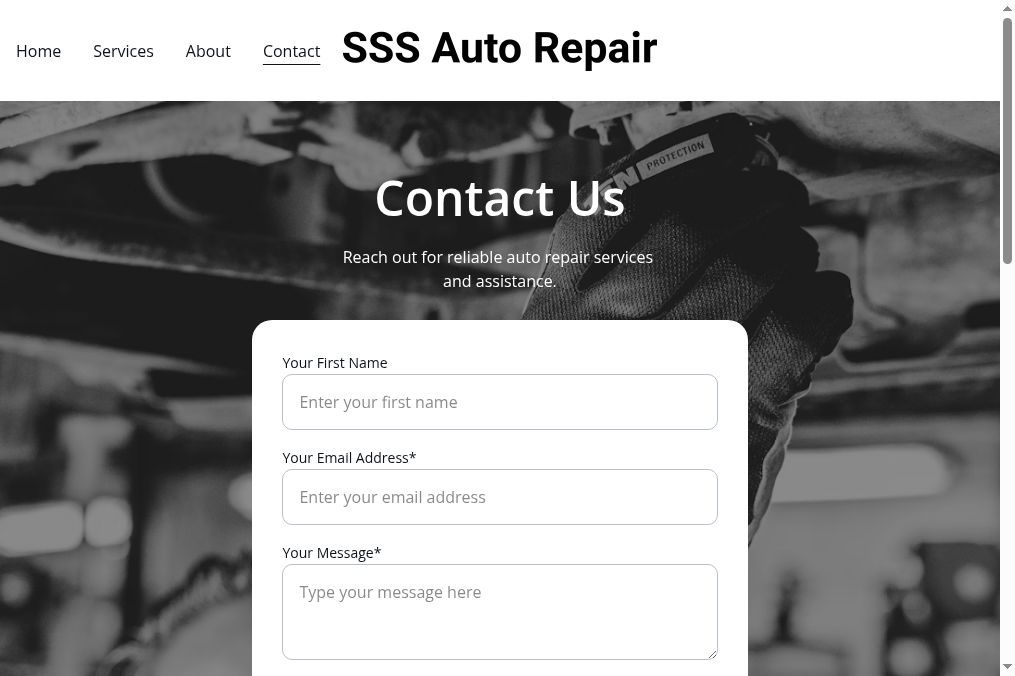 Home
Services
About
Contact
SSS Auto Repair
PROTECTION
Contact Us
Reach out for reliable auto repair services
and assistance.
Your First Name
Enter your first name
Your Email Address*
Enter your email address
Your Message*
Type your message here